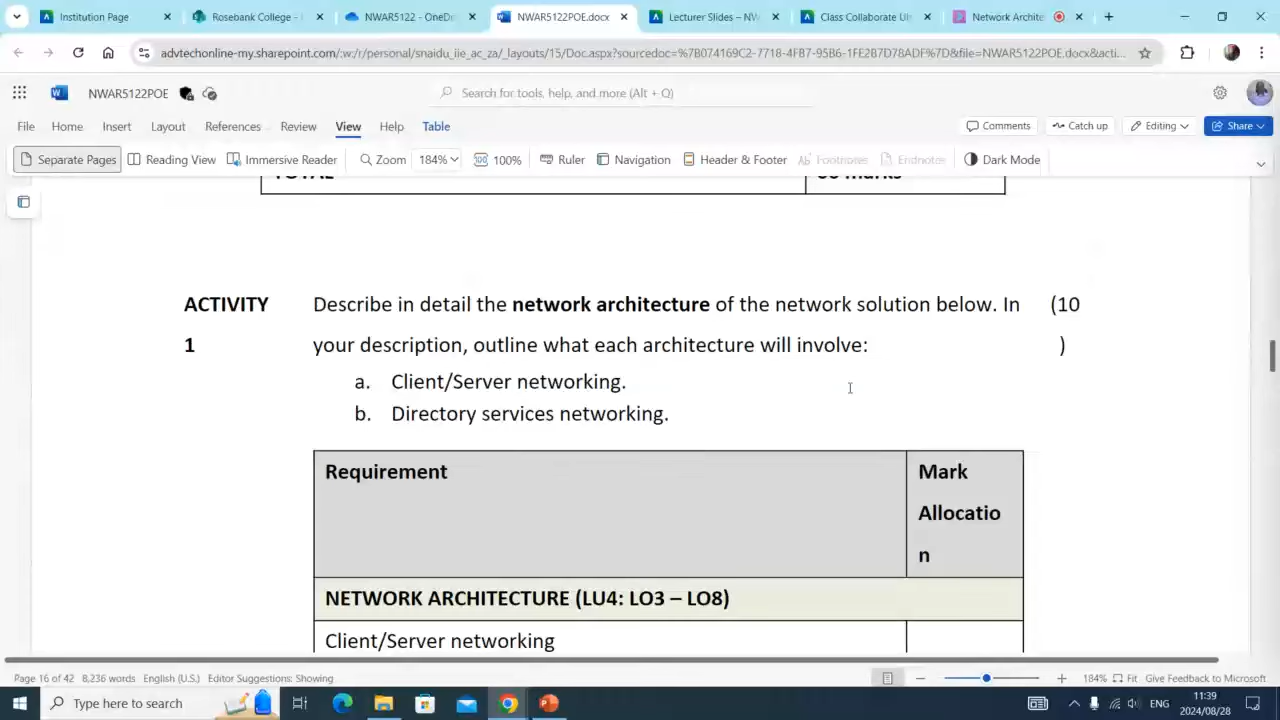 Institution Page
Rosebank College -
NWAR5122 - OneDr
NWAR5122POE.docx
Lecturer Slides – NW
Class Collaborate Ul
Network Archite
advtechonline-my.sharepoint.com/:w:/r/personal/snaidu_iie_ac_za/_layouts/15/Doc.aspx?sourcedoc=%7B074169C2-7718-4FB7-95B6-1FE2B7D78ADF%7D&file=NWAR5122POE.docx&acti...
NWAR5122POE
Search for tools, help, and more (Alt + Q)
File Home Insert Layout References Review View Help Table Comments Catch up Editing Share
Separate Pages Reading View Immersive Reader Zoom 184% 100% Ruler Navigation Header & Footer Footnotes Endnotes Dark Mode
TOTAL marks
ACTIVITY Describe in detail the network architecture of the network solution below. In (10
1 your description, outline what each architecture will involve: )
a. Client/Server networking.
b. Directory services networking.
Requirement Mark
Allocatio
n
NETWORK ARCHITECTURE (LU4: LO3 – LO8)
Client/Server networking
Page 16 of 42 8,236 words English (U.S.) Editor Suggestions: Showing 184% Fit Give Feedback to Microsoft
Type here to search ENG 11:39
2024/08/28